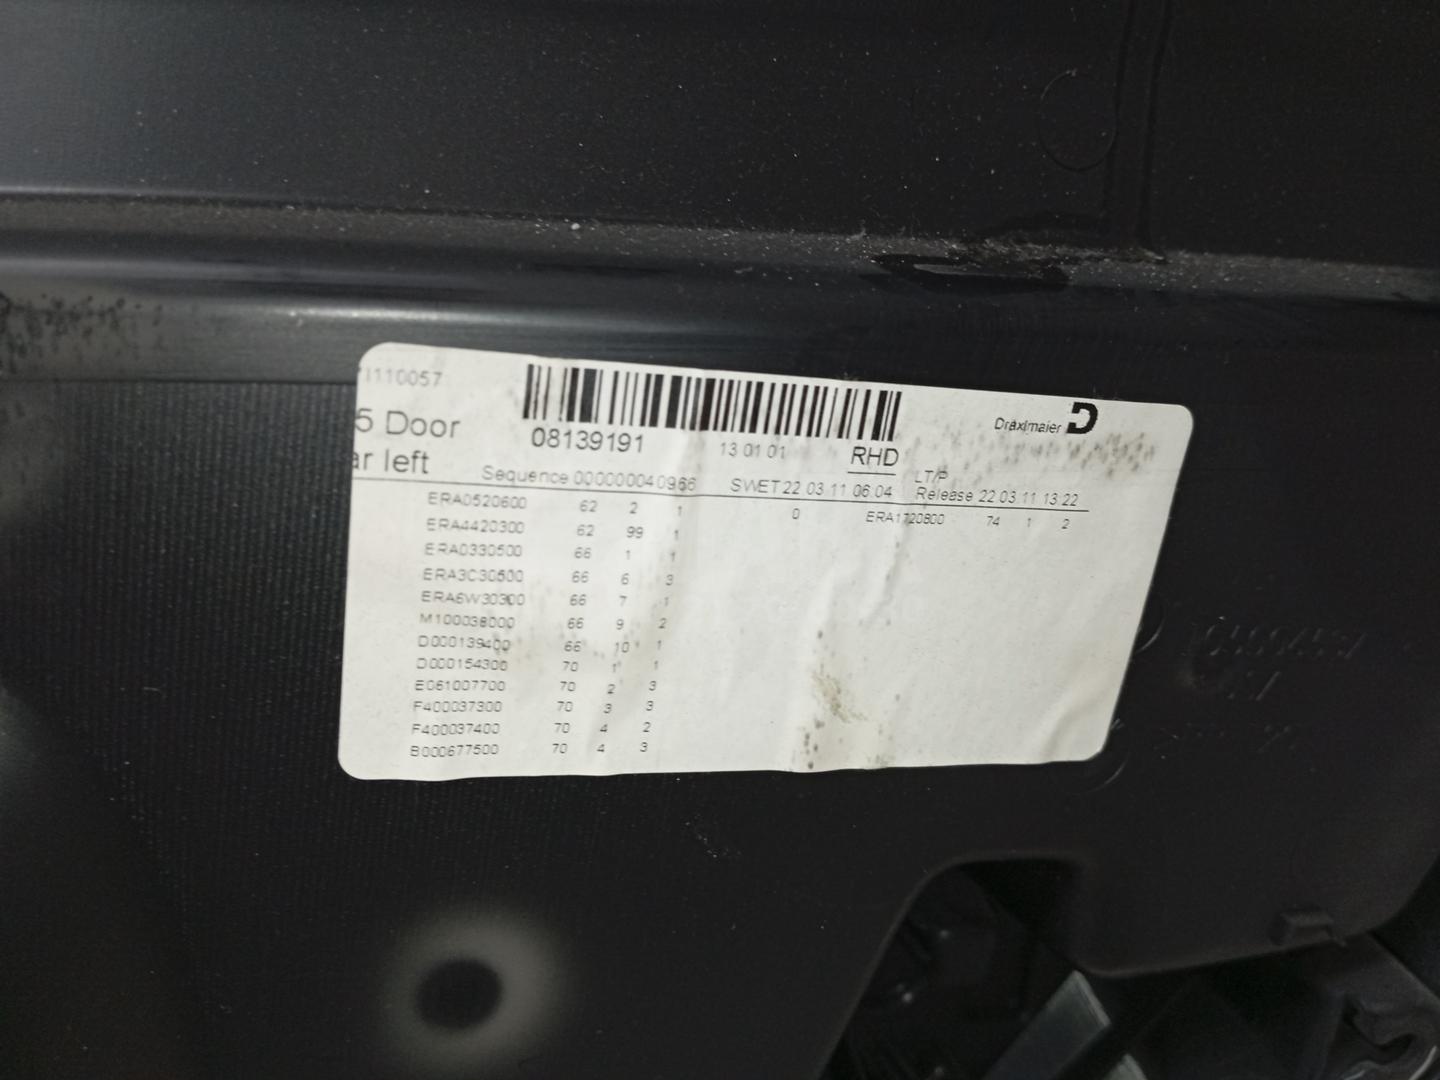 110057
5 Door
ar left
08139191
13 01 01
RHD
Dräxlmaier
LT/P
Sequence 000000040966
SWET 22 03 11 06:04
Release 22 03 11 13:22
ERA0520600 62 2 1
0 ERA1720800 74 1 2
ERA4420300 62 99 1
ERA0330500 66 1 1
ERA3C30500 66 6 3
ERA6W30300 66 7 1
M100038000 66 9 2
D000139400 66 10 1
D000154300 70 1 1
E061007700 70 2 3
F400037300 70 3 3
F400037400 70 4 2
B000677500 70 4 3